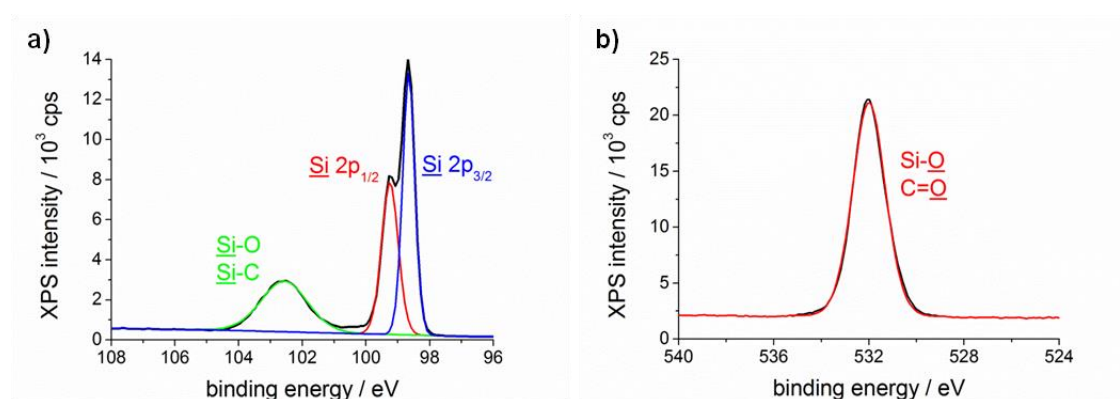 a)
14
12
10
8
6
4
2
0
XPS intensity / 10³ cps
Si 2p₁/₂
Si 2p₃/₂
Si-O
Si-C
108 106 104 102 100 98 96
binding energy / eV
b)
25
20
15
10
5
0
XPS intensity / 10³ cps
Si-O
C=O
540 536 532 528 524
binding energy / eV